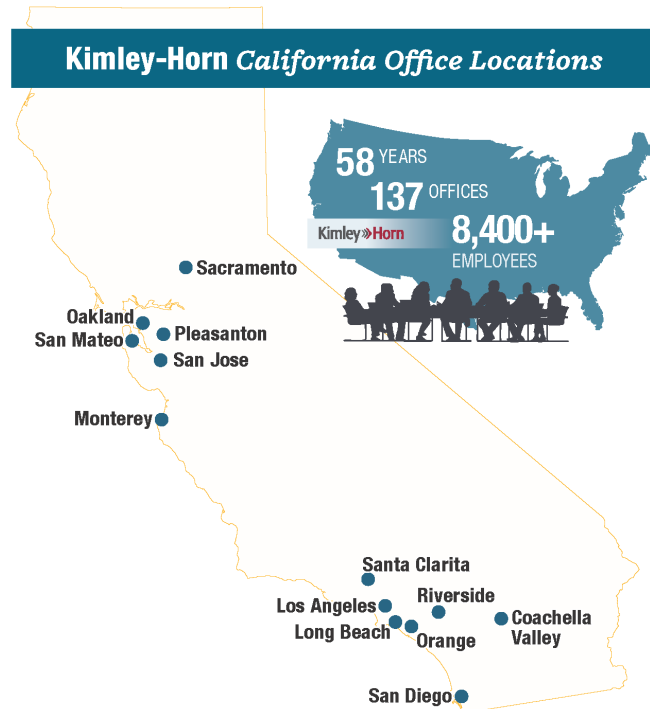 Kimley-Horn California Office Locations
58 YEARS
137 OFFICES
Kimley»Horn
8,400+
EMPLOYEES
Sacramento
Oakland
Pleasanton
San Mateo
San Jose
Monterey
Santa Clarita
Riverside
Los Angeles
Coachella
Valley
Long Beach
Orange
San Diego